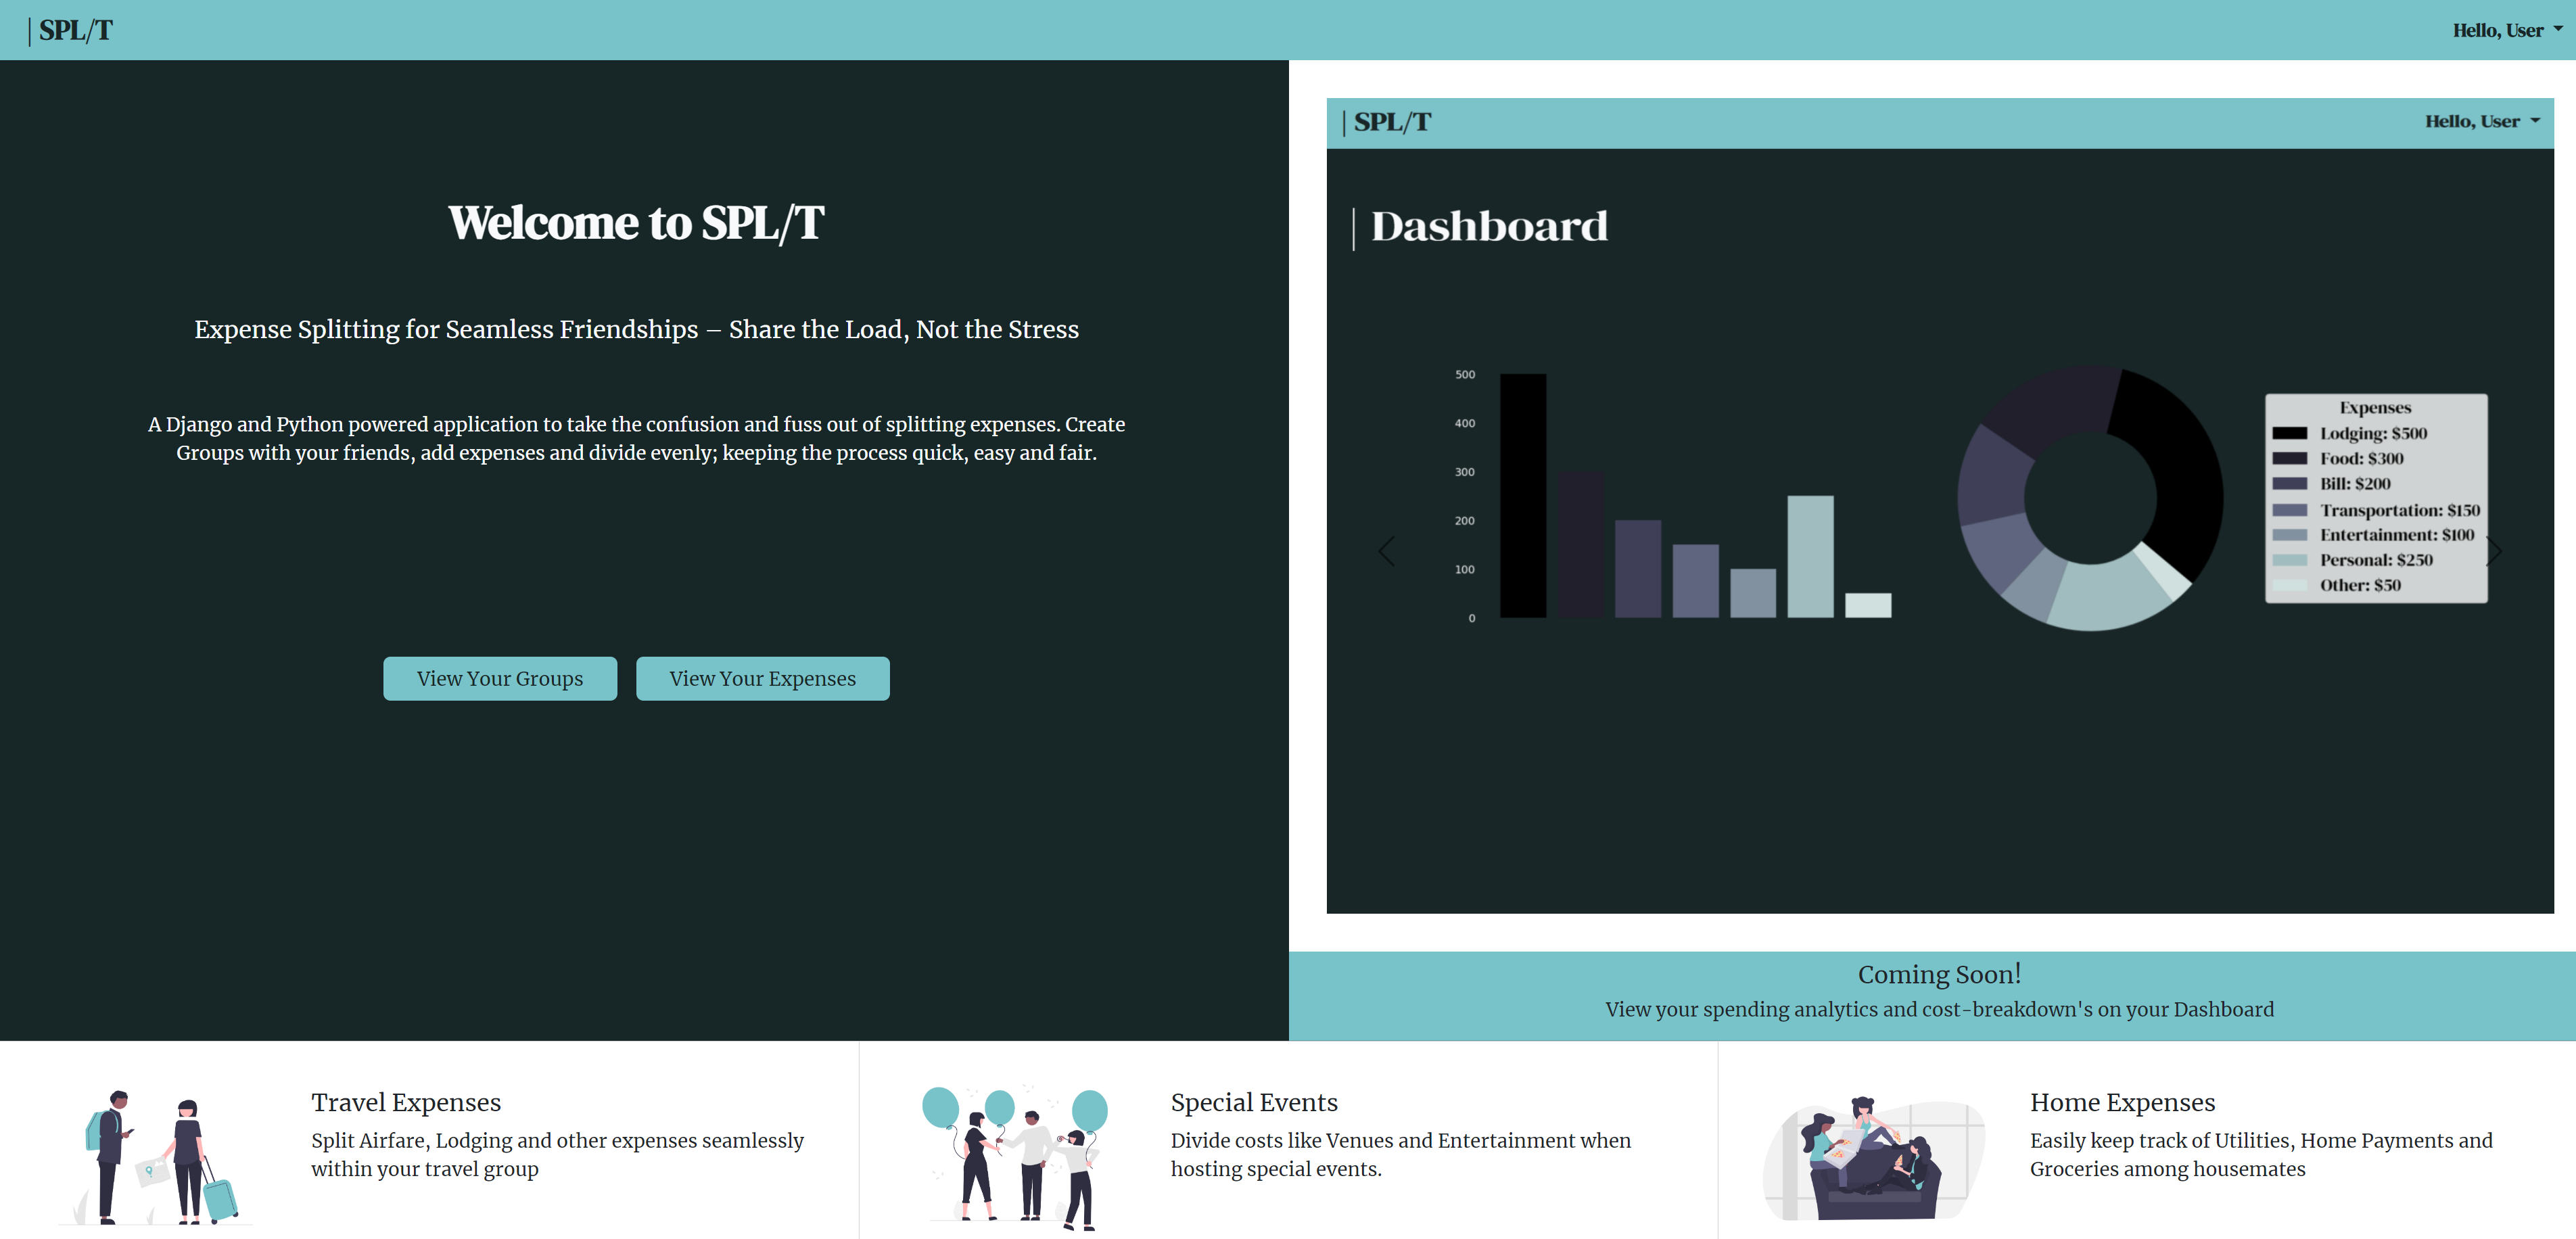 | SPL/T
Hello, User
Welcome to SPL/T
Expense Splitting for Seamless Friendships – Share the Load, Not the Stress
A Django and Python powered application to take the confusion and fuss out of splitting expenses. Create
Groups with your friends, add expenses and divide evenly; keeping the process quick, easy and fair.
View Your Groups
View Your Expenses
| SPL/T
Hello, User
| Dashboard
500
400
300
200
100
0
Expenses
Lodging: $500
Food: $300
Bill: $200
Transportation: $150
Entertainment: $100
Personal: $250
Other: $50
Coming Soon!
View your spending analytics and cost-breakdown's on your Dashboard
Travel Expenses
Split Airfare, Lodging and other expenses seamlessly
within your travel group
Special Events
Divide costs like Venues and Entertainment when
hosting special events.
Home Expenses
Easily keep track of Utilities, Home Payments and
Groceries among housemates